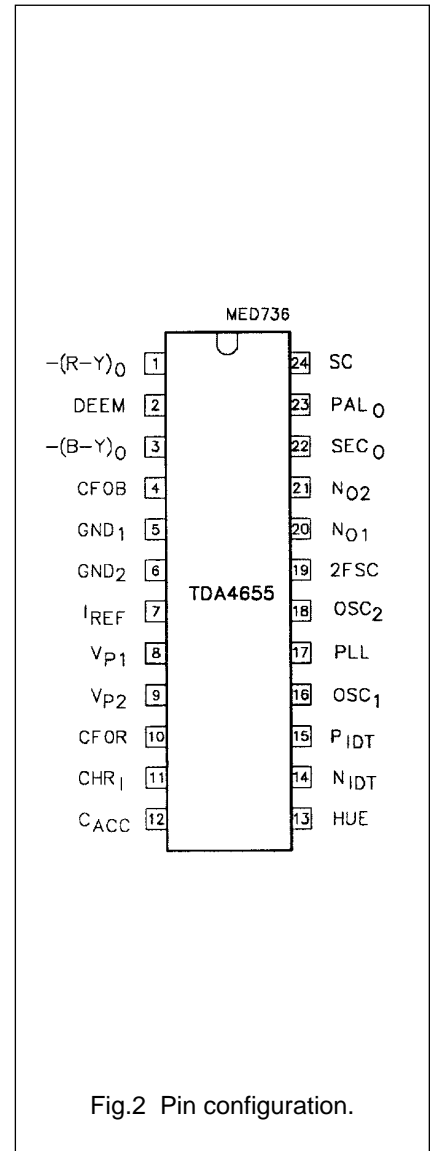 MED736
-(R-Y)O 1 24 SC
DEEM 2 23 PALO
-(B-Y)O 3 22 SECO
CFOB 4 21 NO2
GND1 5 20 NO1
GND2 6 19 2FSC
TDA4655
IREF 7 18 OSC2
VP1 8 17 PLL
VP2 9 16 OSC1
CFOR 10 15 PIDT
CHRI 11 14 NIDT
CACC 12 13 HUE
Fig.2 Pin configuration.